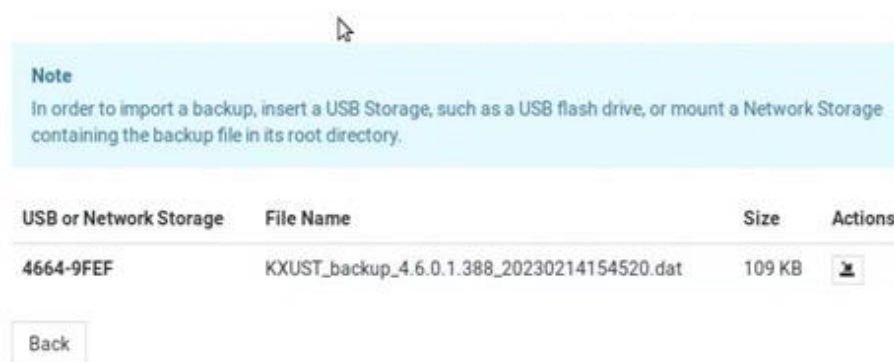 Note
In order to import a backup, insert a USB Storage, such as a USB flash drive, or mount a Network Storage
containing the backup file in its root directory.
USB or Network Storage File Name Size Actions
4664-9FEF KXUST_backup_4.6.0.1.388_20230214154520.dat 109 KB
Back